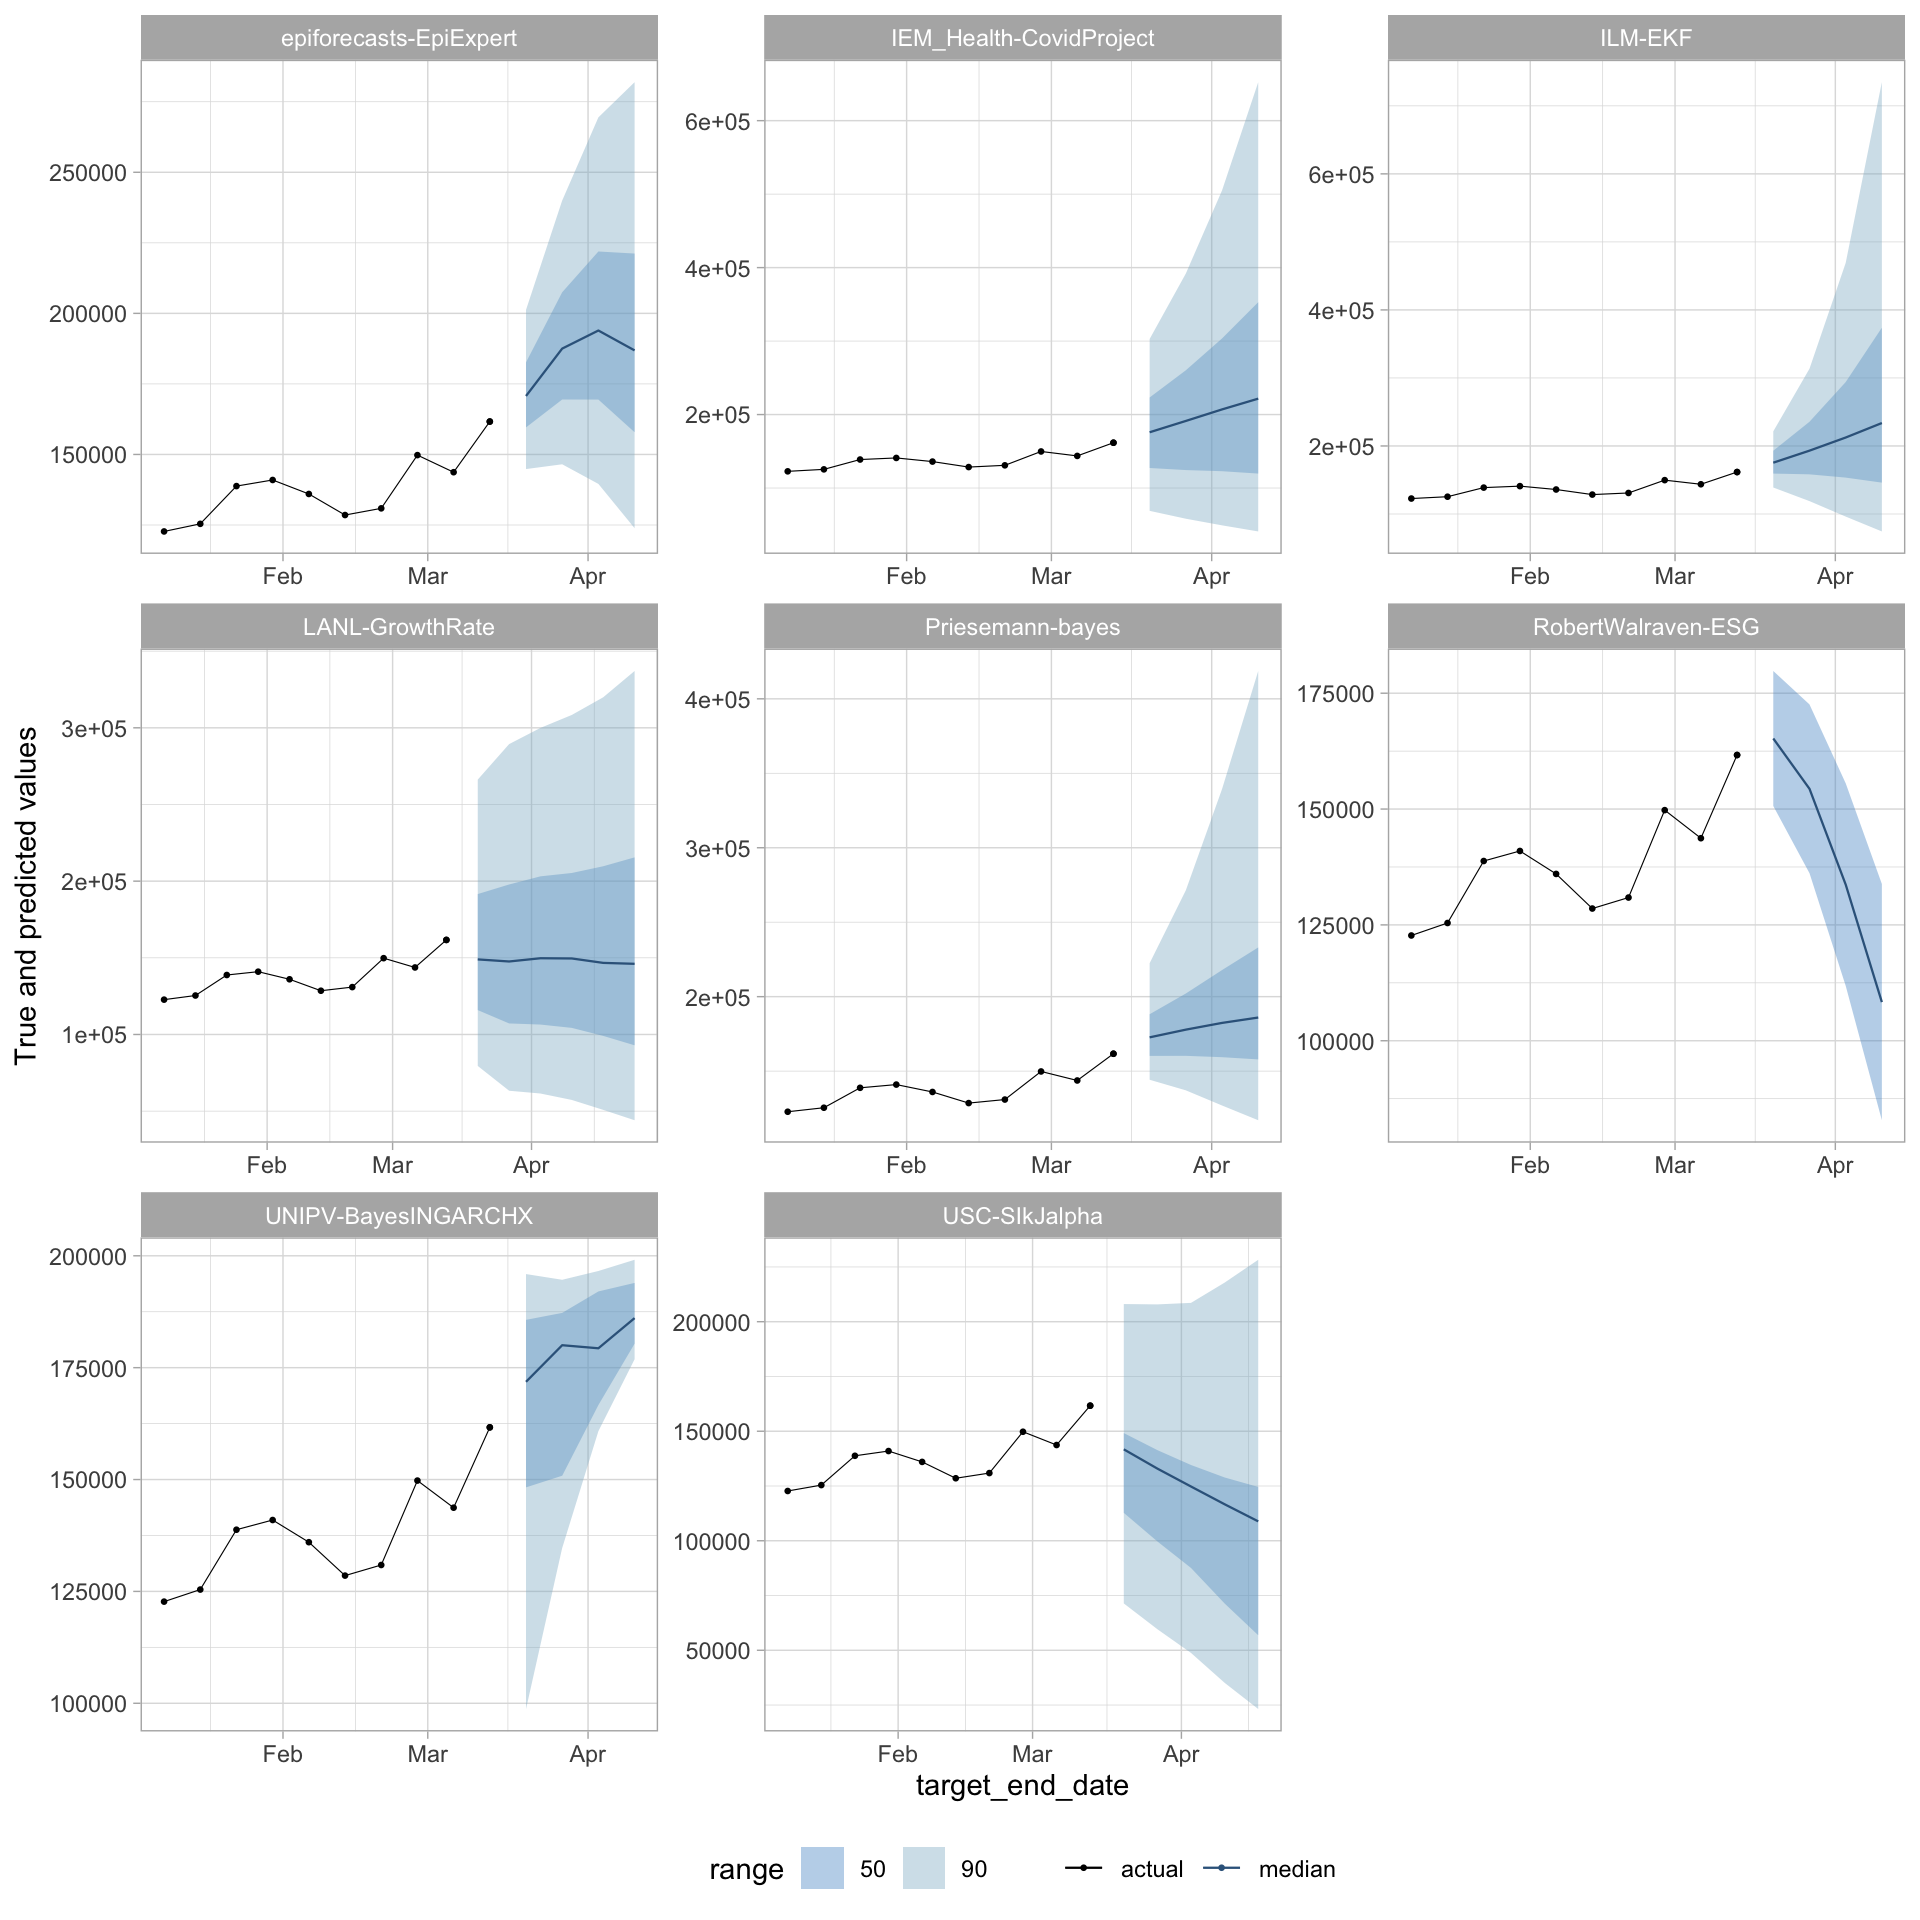 epiforecasts-EpiExpert
IEM_Health-CovidProject
ILM-EKF
250000
200000
150000
Feb Mar Apr
6e+05
4e+05
2e+05
Feb Mar Apr
6e+05
4e+05
2e+05
Feb Mar Apr
True and predicted values
LANL-GrowthRate
Priesemann-bayes
RobertWalraven-ESG
3e+05
2e+05
1e+05
Feb Mar Apr
4e+05
3e+05
2e+05
Feb Mar Apr
175000
150000
125000
100000
Feb Mar Apr
UNIPV-BayesINGARCHX
USC-SIkJalpha
200000
175000
150000
125000
100000
Feb Mar Apr
200000
150000
100000
50000
Feb Mar Apr
target_end_date
range 50 90 actual median